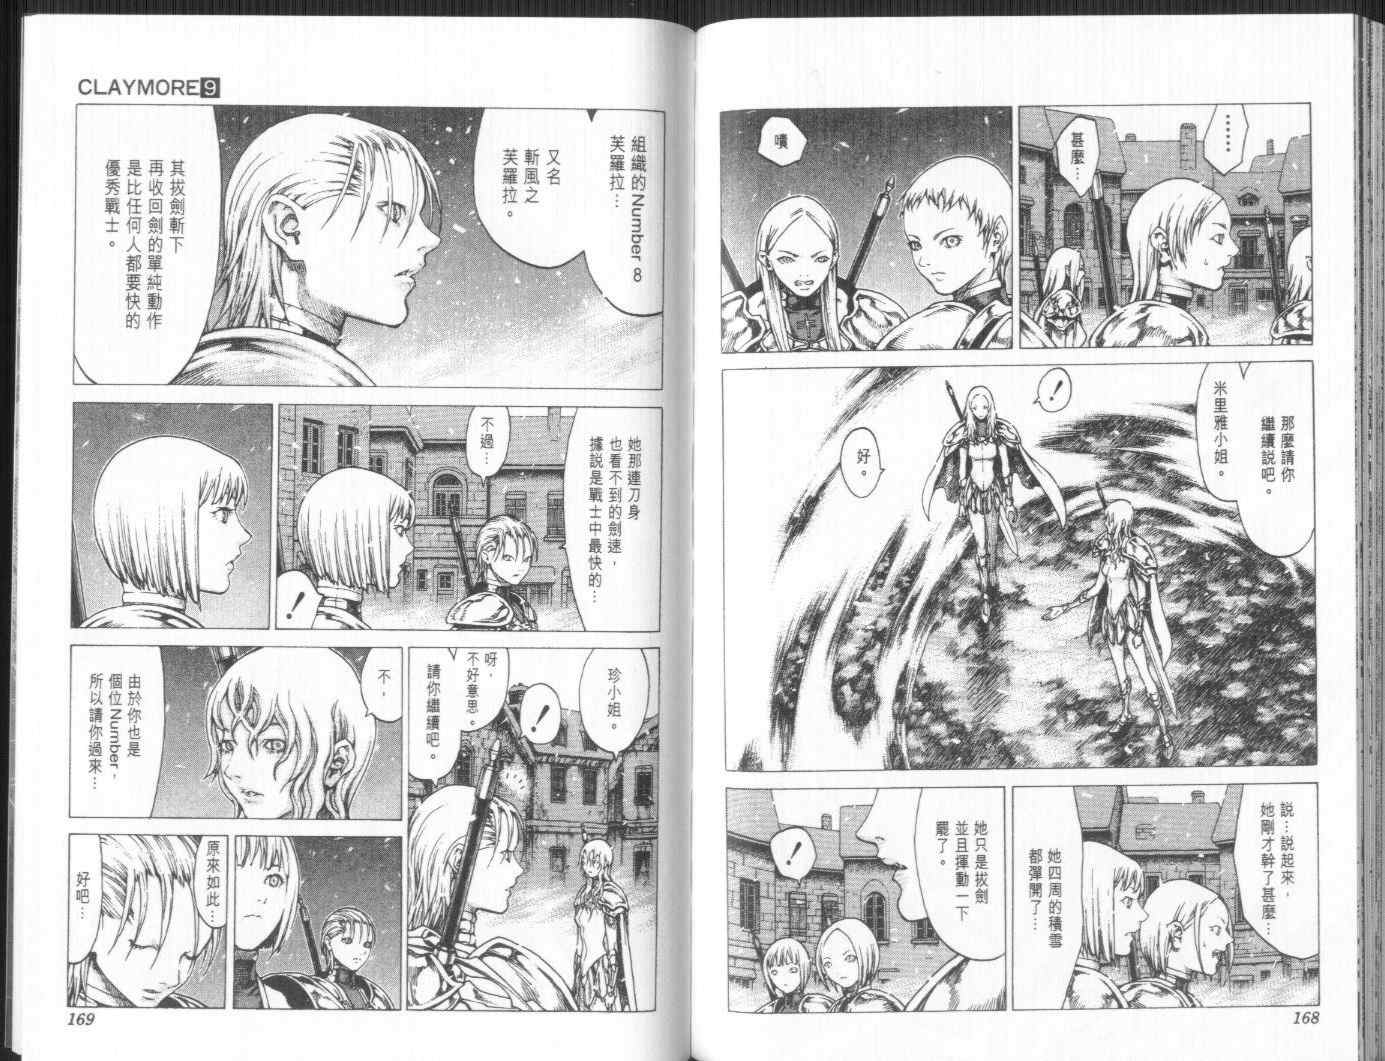 ……
甚麼…
嘖
那麼請你
繼續說吧。
米里雅小姐。
！
好。
說…說起來，
她剛才幹了甚麼…
她四周的積雪
都彈開了…
她只是拔劍
並且揮動一下
罷了。
！
168
CLAYMORE 9
組織的Number 8
芙羅拉…
又名
斬風之
芙羅拉。
其拔劍斬下
再收回劍的單純動作
是比任何人都要快的
優秀戰士。
她那連刀身
也看不到的劍速，
據說是戰士中最快的…
不過…
！
珍小姐。
！
呀，
不好意思。
請你繼續吧。
不，
由於你也是
個位Number，
所以請你過來…
原來如此…
好吧…
169